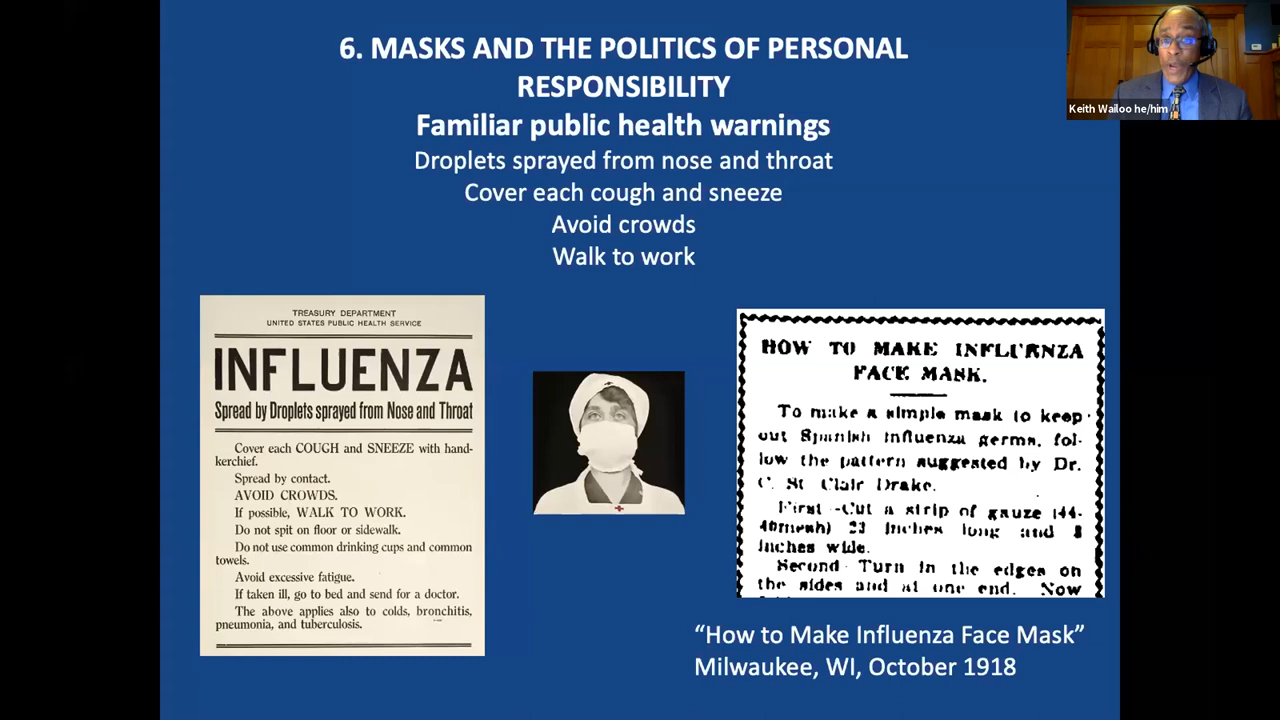 6. MASKS AND THE POLITICS OF PERSONAL
RESPONSIBILITY
Familiar public health warnings
Droplets sprayed from nose and throat
Cover each cough and sneeze
Avoid crowds
Walk to work
Keith Wailoo he/him
TREASURY DEPARTMENT
UNITED STATES PUBLIC HEALTH SERVICE
INFLUENZA
Spread by Droplets sprayed from Nose and Throat
Cover each COUGH and SNEEZE with hand-
kerchief.
Spread by contact.
AVOID CROWDS.
If possible, WALK TO WORK.
Do not spit on floor or sidewalk.
Do not use common drinking cups and common
towels.
Avoid excessive fatigue.
If taken ill, go to bed and send for a doctor.
The above applies also to colds, bronchitis,
pneumonia, and tuberculosis.
HOW TO MAKE INFLUENZA
FACE MASK.
To make a simple mask to keep
out Spanish influenza germs, fol-
low the pattern suggested by Dr.
C. St Clair Drake.
First—Cut a strip of gauze (44-
inches long and 8
inches wide.
Second—Turn in the edges on
the sides and at one end. Now
“How to Make Influenza Face Mask”
Milwaukee, WI, October 1918